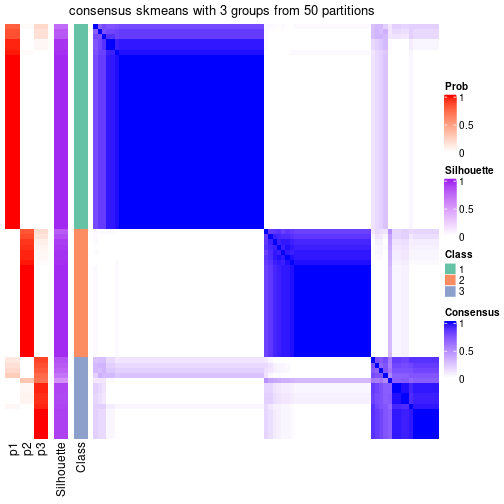 consensus skmeans with 3 groups from 50 partitions
Prob
1
0.5
0
Silhouette
1
0.5
0
Class
1
2
3
Consensus
1
0.5
0
p1
p2
p3
Silhouette
Class